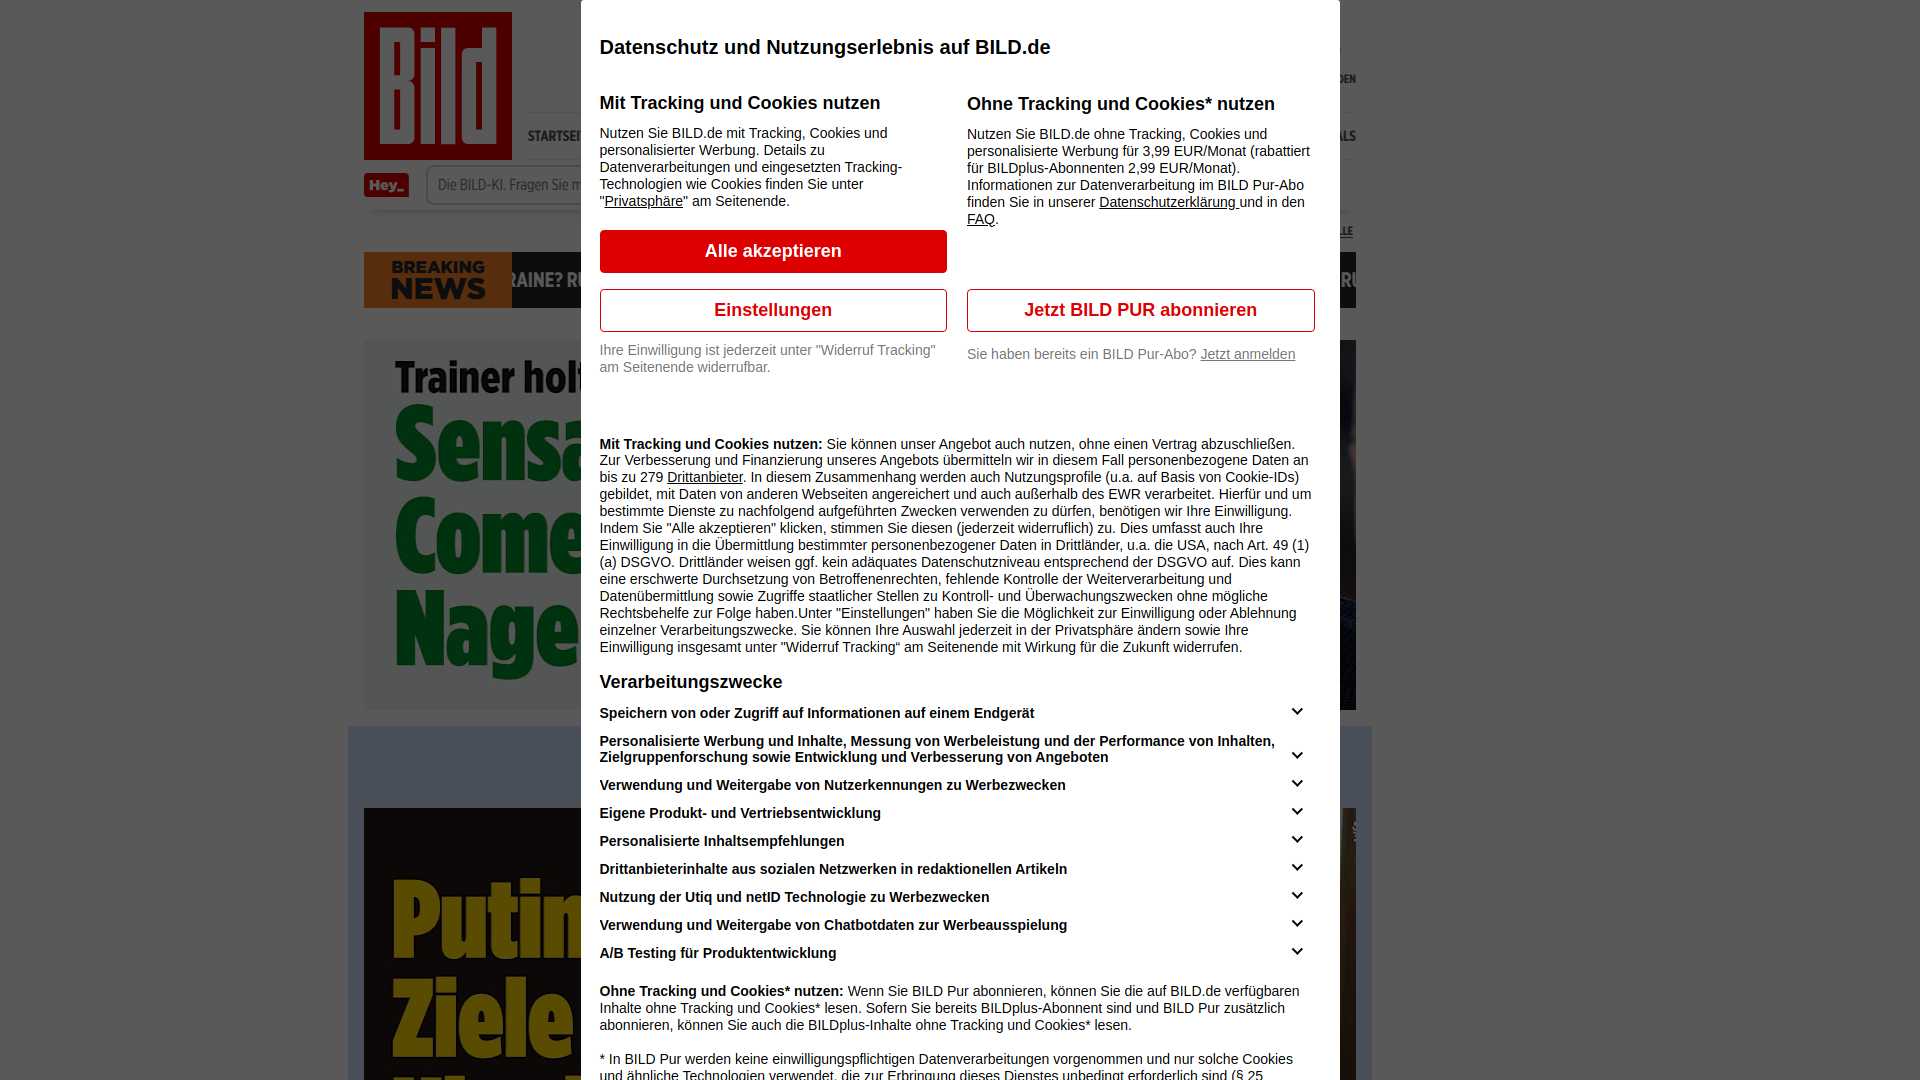 Bild
DEN
STARTSEI
ALS
Hey_
Die BILD-KI. Fragen Sie m
LLE
BREAKING
NEWS
RAINE? RU
RU
Trainer holt
Sensa
Come
Nage
Putin
Ziele
Datenschutz und Nutzungserlebnis auf BILD.de
Mit Tracking und Cookies nutzen
Nutzen Sie BILD.de mit Tracking, Cookies und
personalisierter Werbung. Details zu
Datenverarbeitungen und eingesetzten Tracking-
Technologien wie Cookies finden Sie unter
"Privatsphäre" am Seitenende.
Alle akzeptieren
Einstellungen
Ihre Einwilligung ist jederzeit unter "Widerruf Tracking"
am Seitenende widerrufbar.
Ohne Tracking und Cookies* nutzen
Nutzen Sie BILD.de ohne Tracking, Cookies und
personalisierte Werbung für 3,99 EUR/Monat (rabattiert
für BILDplus-Abonnenten 2,99 EUR/Monat).
Informationen zur Datenverarbeitung im BILD Pur-Abo
finden Sie in unserer Datenschutzerklärung und in den
FAQ.
Jetzt BILD PUR abonnieren
Sie haben bereits ein BILD Pur-Abo? Jetzt anmelden
Mit Tracking und Cookies nutzen: Sie können unser Angebot auch nutzen, ohne einen Vertrag abzuschließen.
Zur Verbesserung und Finanzierung unseres Angebots übermitteln wir in diesem Fall personenbezogene Daten an
bis zu 279 Drittanbieter. In diesem Zusammenhang werden auch Nutzungsprofile (u.a. auf Basis von Cookie-IDs)
gebildet, mit Daten von anderen Webseiten angereichert und auch außerhalb des EWR verarbeitet. Hierfür und um
bestimmte Dienste zu nachfolgend aufgeführten Zwecken verwenden zu dürfen, benötigen wir Ihre Einwilligung.
Indem Sie "Alle akzeptieren" klicken, stimmen Sie diesen (jederzeit widerruflich) zu. Dies umfasst auch Ihre
Einwilligung in die Übermittlung bestimmter personenbezogener Daten in Drittländer, u.a. die USA, nach Art. 49 (1)
(a) DSGVO. Drittländer weisen ggf. kein adäquates Datenschutzniveau entsprechend der DSGVO auf. Dies kann
eine erschwerte Durchsetzung von Betroffenenrechten, fehlende Kontrolle der Weiterverarbeitung und
Datenübermittlung sowie Zugriffe staatlicher Stellen zu Kontroll- und Überwachungszwecken ohne mögliche
Rechtsbehelfe zur Folge haben.Unter "Einstellungen" haben Sie die Möglichkeit zur Einwilligung oder Ablehnung
einzelner Verarbeitungszwecke. Sie können Ihre Auswahl jederzeit in der Privatsphäre ändern sowie Ihre
Einwilligung insgesamt unter "Widerruf Tracking“ am Seitenende mit Wirkung für die Zukunft widerrufen.
Verarbeitungszwecke
Speichern von oder Zugriff auf Informationen auf einem Endgerät
Personalisierte Werbung und Inhalte, Messung von Werbeleistung und der Performance von Inhalten,
Zielgruppenforschung sowie Entwicklung und Verbesserung von Angeboten
Verwendung und Weitergabe von Nutzerkennungen zu Werbezwecken
Eigene Produkt- und Vertriebsentwicklung
Personalisierte Inhaltsempfehlungen
Drittanbieterinhalte aus sozialen Netzwerken in redaktionellen Artikeln
Nutzung der Utiq und netID Technologie zu Werbezwecken
Verwendung und Weitergabe von Chatbotdaten zur Werbeausspielung
A/B Testing für Produktentwicklung
Ohne Tracking und Cookies* nutzen: Wenn Sie BILD Pur abonnieren, können Sie die auf BILD.de verfügbaren
Inhalte ohne Tracking und Cookies* lesen. Sofern Sie bereits BILDplus-Abonnent sind und BILD Pur zusätzlich
abonnieren, können Sie auch die BILDplus-Inhalte ohne Tracking und Cookies* lesen.
* In BILD Pur werden keine einwilligungspflichtigen Datenverarbeitungen vorgenommen und nur solche Cookies
und ähnliche Technologien verwendet, die zur Erbringung dieses Dienstes unbedingt erforderlich sind (§ 25